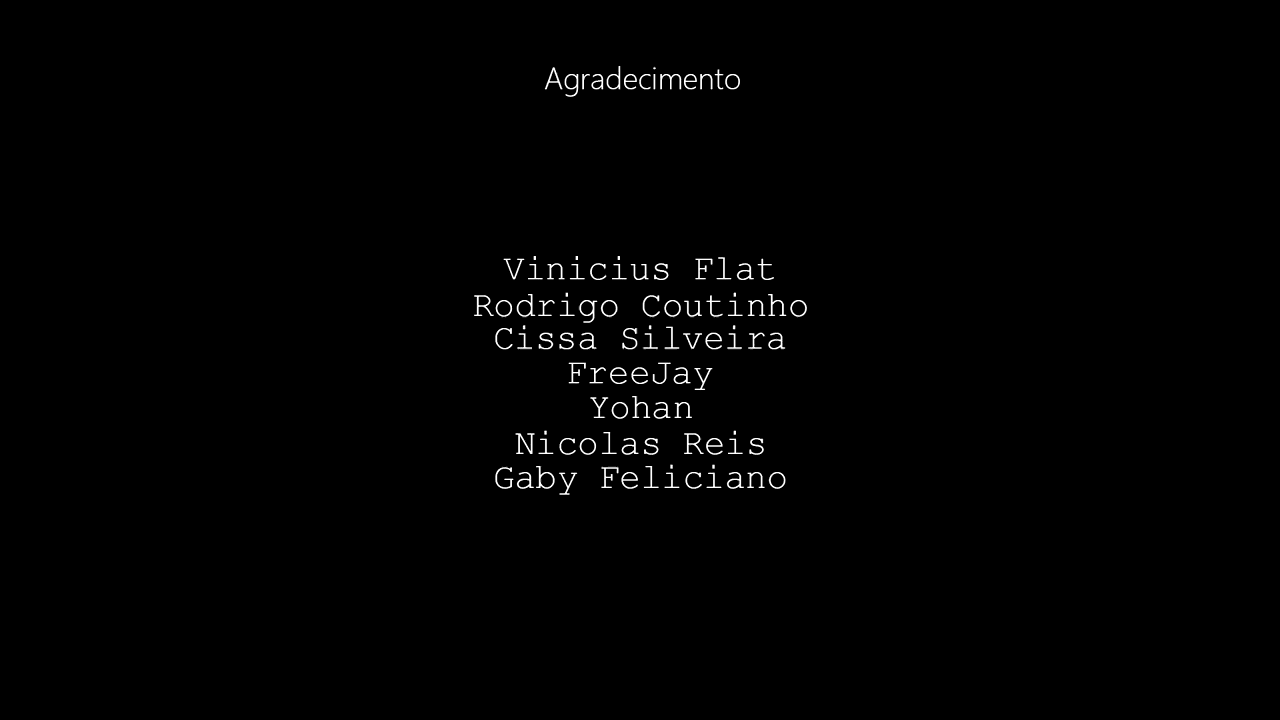 Agradecimento
Vinicius Flat
Rodrigo Coutinho
Cissa Silveira
FreeJay
Yohan
Nicolas Reis
Gaby Feliciano